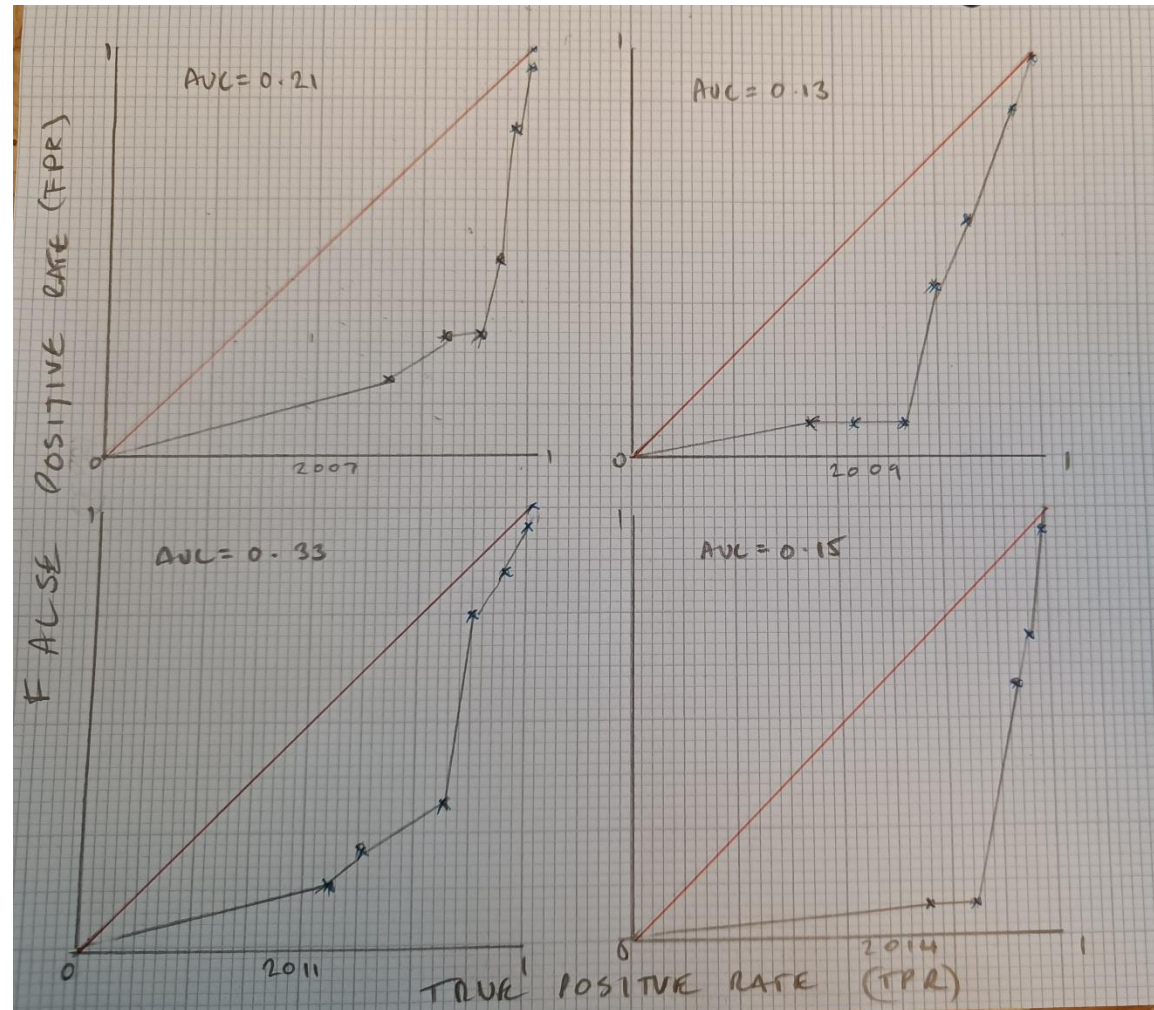 1
AUC = 0.21
0
2007
1
1
AUC = 0.13
0
2009
1
FALSE POSITIVE RATE (FPR)
1
AUC = 0.33
0
2011
1
1
AUC = 0.15
0
2014
1
TRUE POSITUE RATE (TPR)